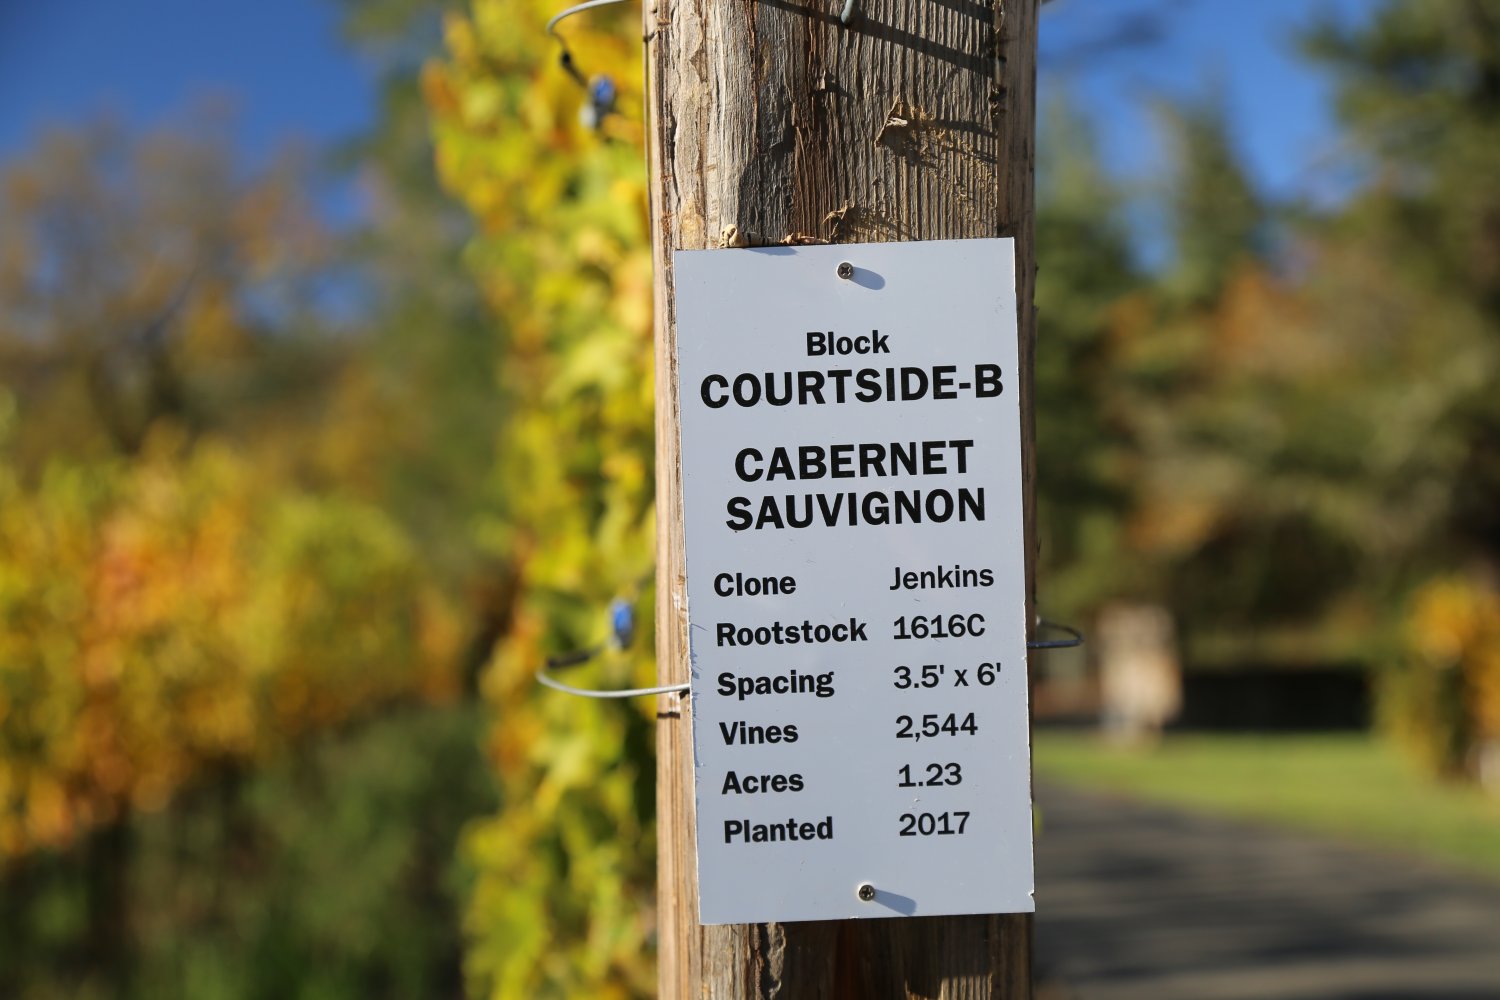 Block
COURTSIDE-B
CABERNET
SAUVIGNON
Clone Jenkins
Rootstock 1616C
Spacing 3.5' x 6'
Vines 2,544
Acres 1.23
Planted 2017